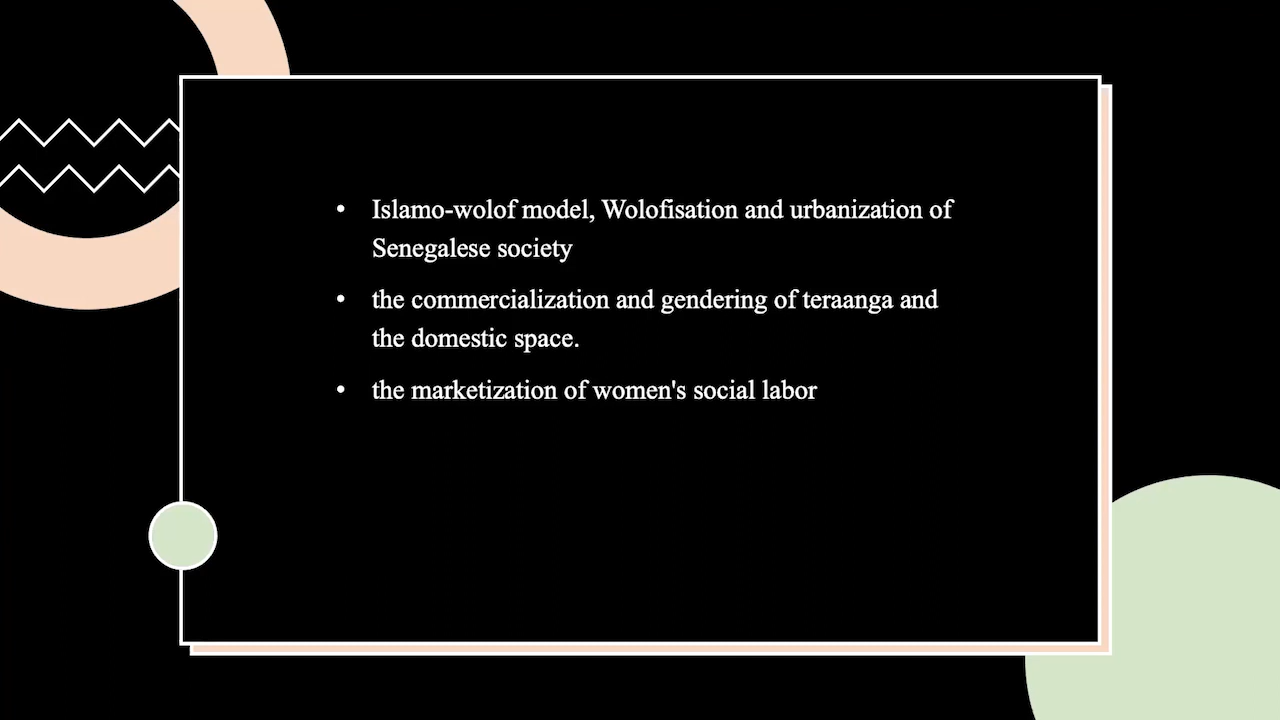 • Islamo-wolof model, Wolofisation and urbanization of
Senegalese society
• the commercialization and gendering of teraanga and
the domestic space.
• the marketization of women's social labor